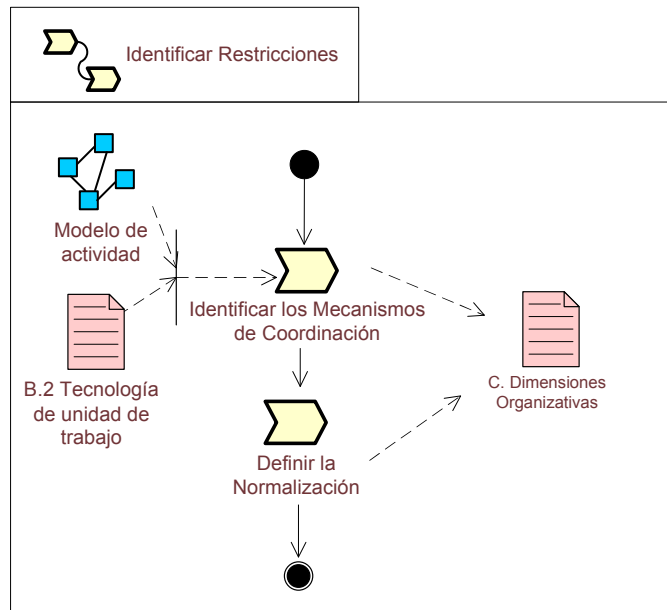 Identificar Restricciones
Modelo de
actividad
Identificar los Mecanismos
de Coordinación
B.2 Tecnología
de unidad de
trabajo
C. Dimensiones
Organizativas
Definir la
Normalización